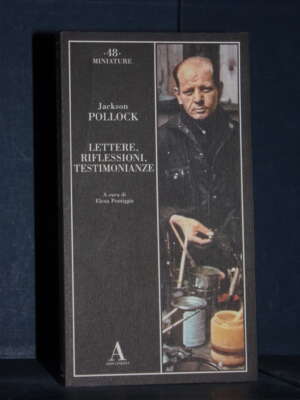 ·48·
MINIATURE
Jackson
POLLOCK
LETTERE,
RIFLESSIONI,
TESTIMONIANZE
A cura di
Elena Pontiggia
A